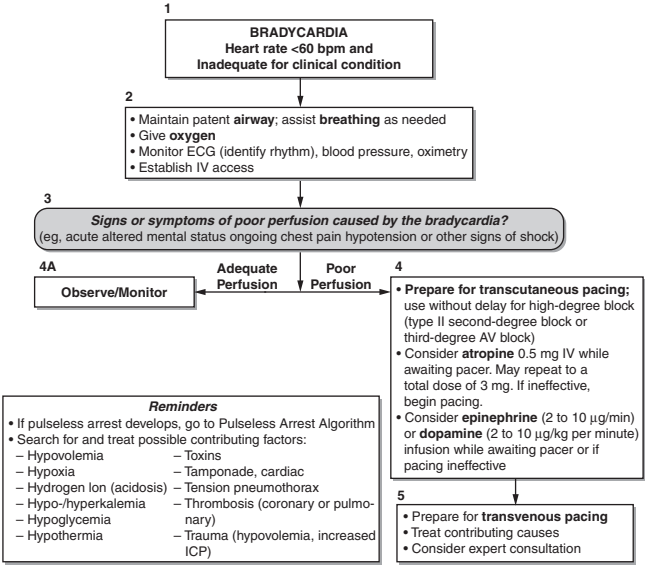 1
BRADYCARDIA
Heart rate <60 bpm and
Inadequate for clinical condition
2
• Maintain patent airway; assist breathing as needed
• Give oxygen
• Monitor ECG (identify rhythm), blood pressure, oximetry
• Establish IV access
3
Signs or symptoms of poor perfusion caused by the bradycardia?
(eg, acute altered mental status ongoing chest pain hypotension or other signs of shock)
4A
Observe/Monitor
Adequate
Perfusion
Poor
Perfusion
4
• Prepare for transcutaneous pacing;
use without delay for high-degree block
(type II second-degree block or
third-degree AV block)
• Consider atropine 0.5 mg IV while
awaiting pacer. May repeat to a
total dose of 3 mg. If ineffective,
begin pacing.
• Consider epinephrine (2 to 10 µg/min)
or dopamine (2 to 10 µg/kg per minute)
infusion while awaiting pacer or if
pacing ineffective
Reminders
• If pulseless arrest develops, go to Pulseless Arrest Algorithm
• Search for and treat possible contributing factors:
– Hypovolemia
– Hypoxia
– Hydrogen Ion (acidosis)
– Hypo-/hyperkalemia
– Hypoglycemia
– Hypothermia
– Toxins
– Tamponade, cardiac
– Tension pneumothorax
– Thrombosis (coronary or pulmo-
nary)
– Trauma (hypovolemia, increased
ICP)
5
• Prepare for transvenous pacing
• Treat contributing causes
• Consider expert consultation